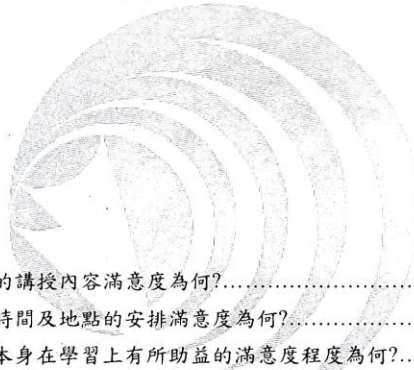 的講授內容滿意度為何?..........................
時間及地點的安排滿意度為何?..................
本身在學習上有所助益的滿意度程度為何?..